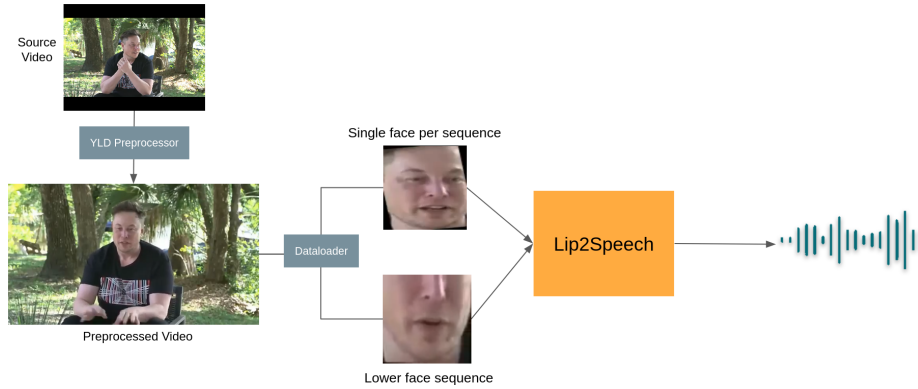 Source
Video
YLD Preprocessor
Preprocessed Video
Dataloader
Single face per sequence
Lower face sequence
Lip2Speech